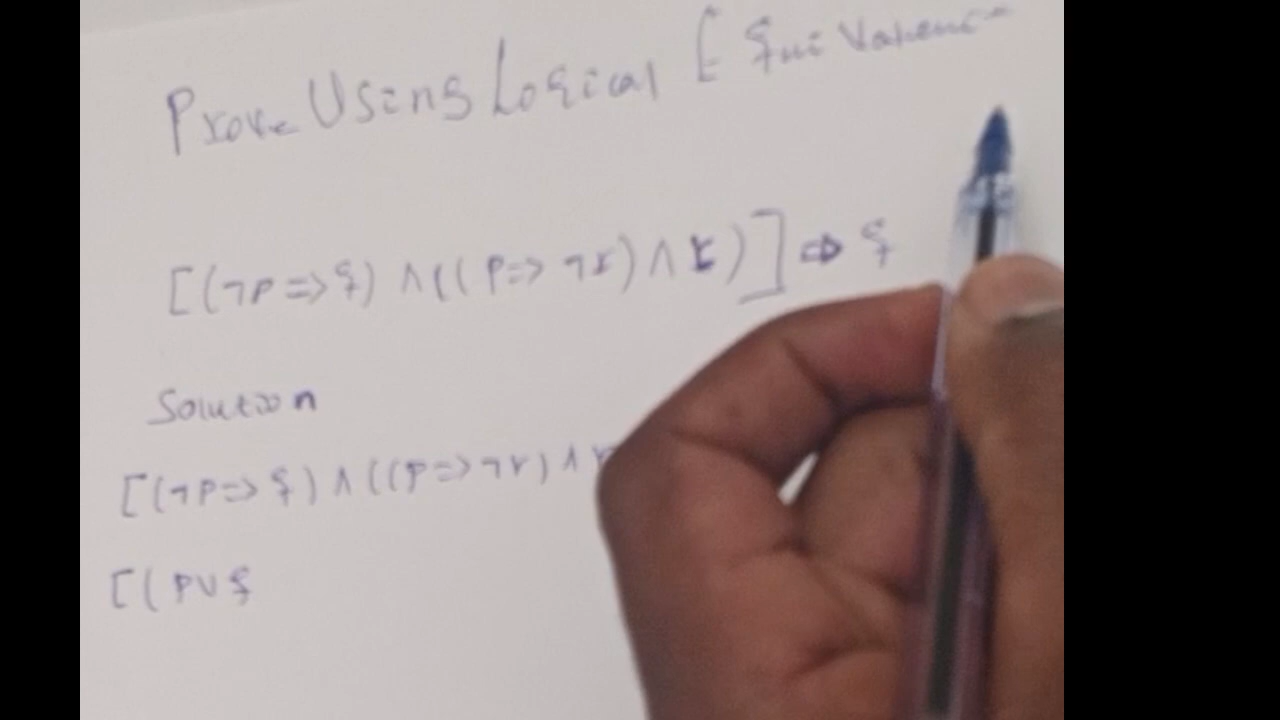 Prove Using Logical Equivalence
[(¬P => q) ∧ ((P => ¬r) ∧ r)] => q
Solution
[(¬P => q) ∧ ((P => ¬r) ∧ r
[(P∨q